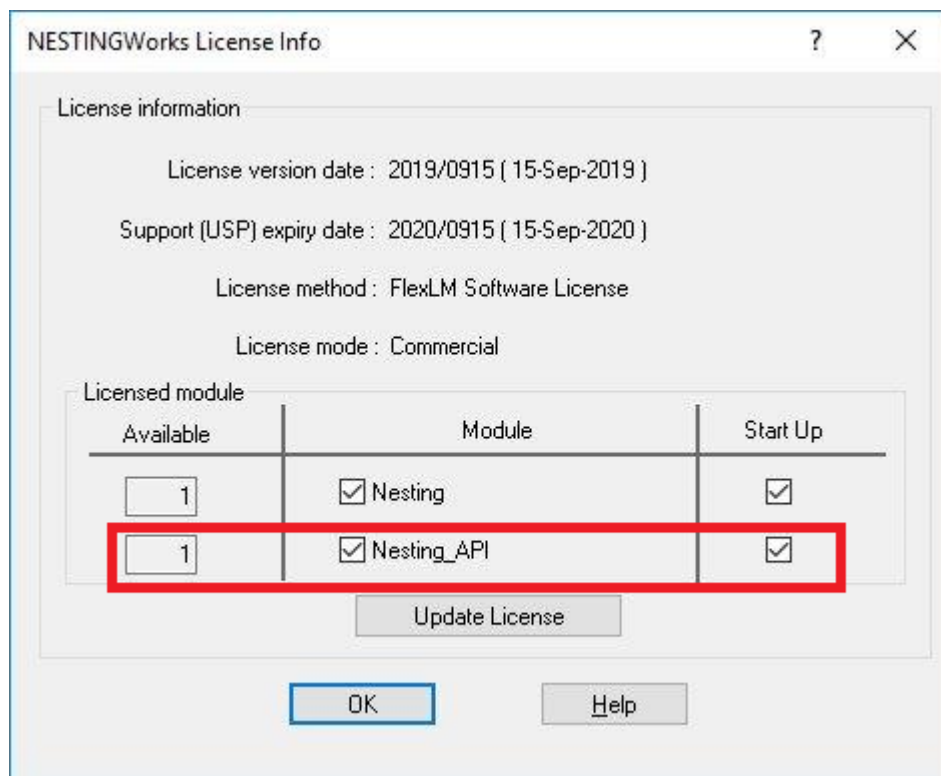 NESTINGWorks License Info ? ×
License information
License version date : 2019/0915 ( 15-Sep-2019 )
Support (USP) expiry date : 2020/0915 ( 15-Sep-2020 )
License method : FlexLM Software License
License mode : Commercial
Licensed module
Available Module Start Up
1 Nesting
1 Nesting_API
Update License
OK Help